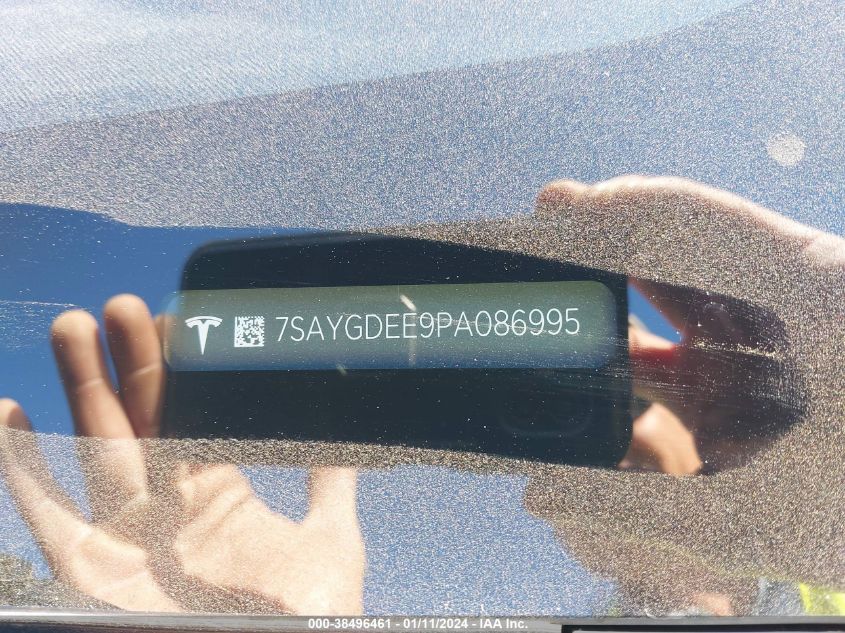 7SAYGDEE9PA086995
000-38496461 - 01/11/2024 - IAA Inc.